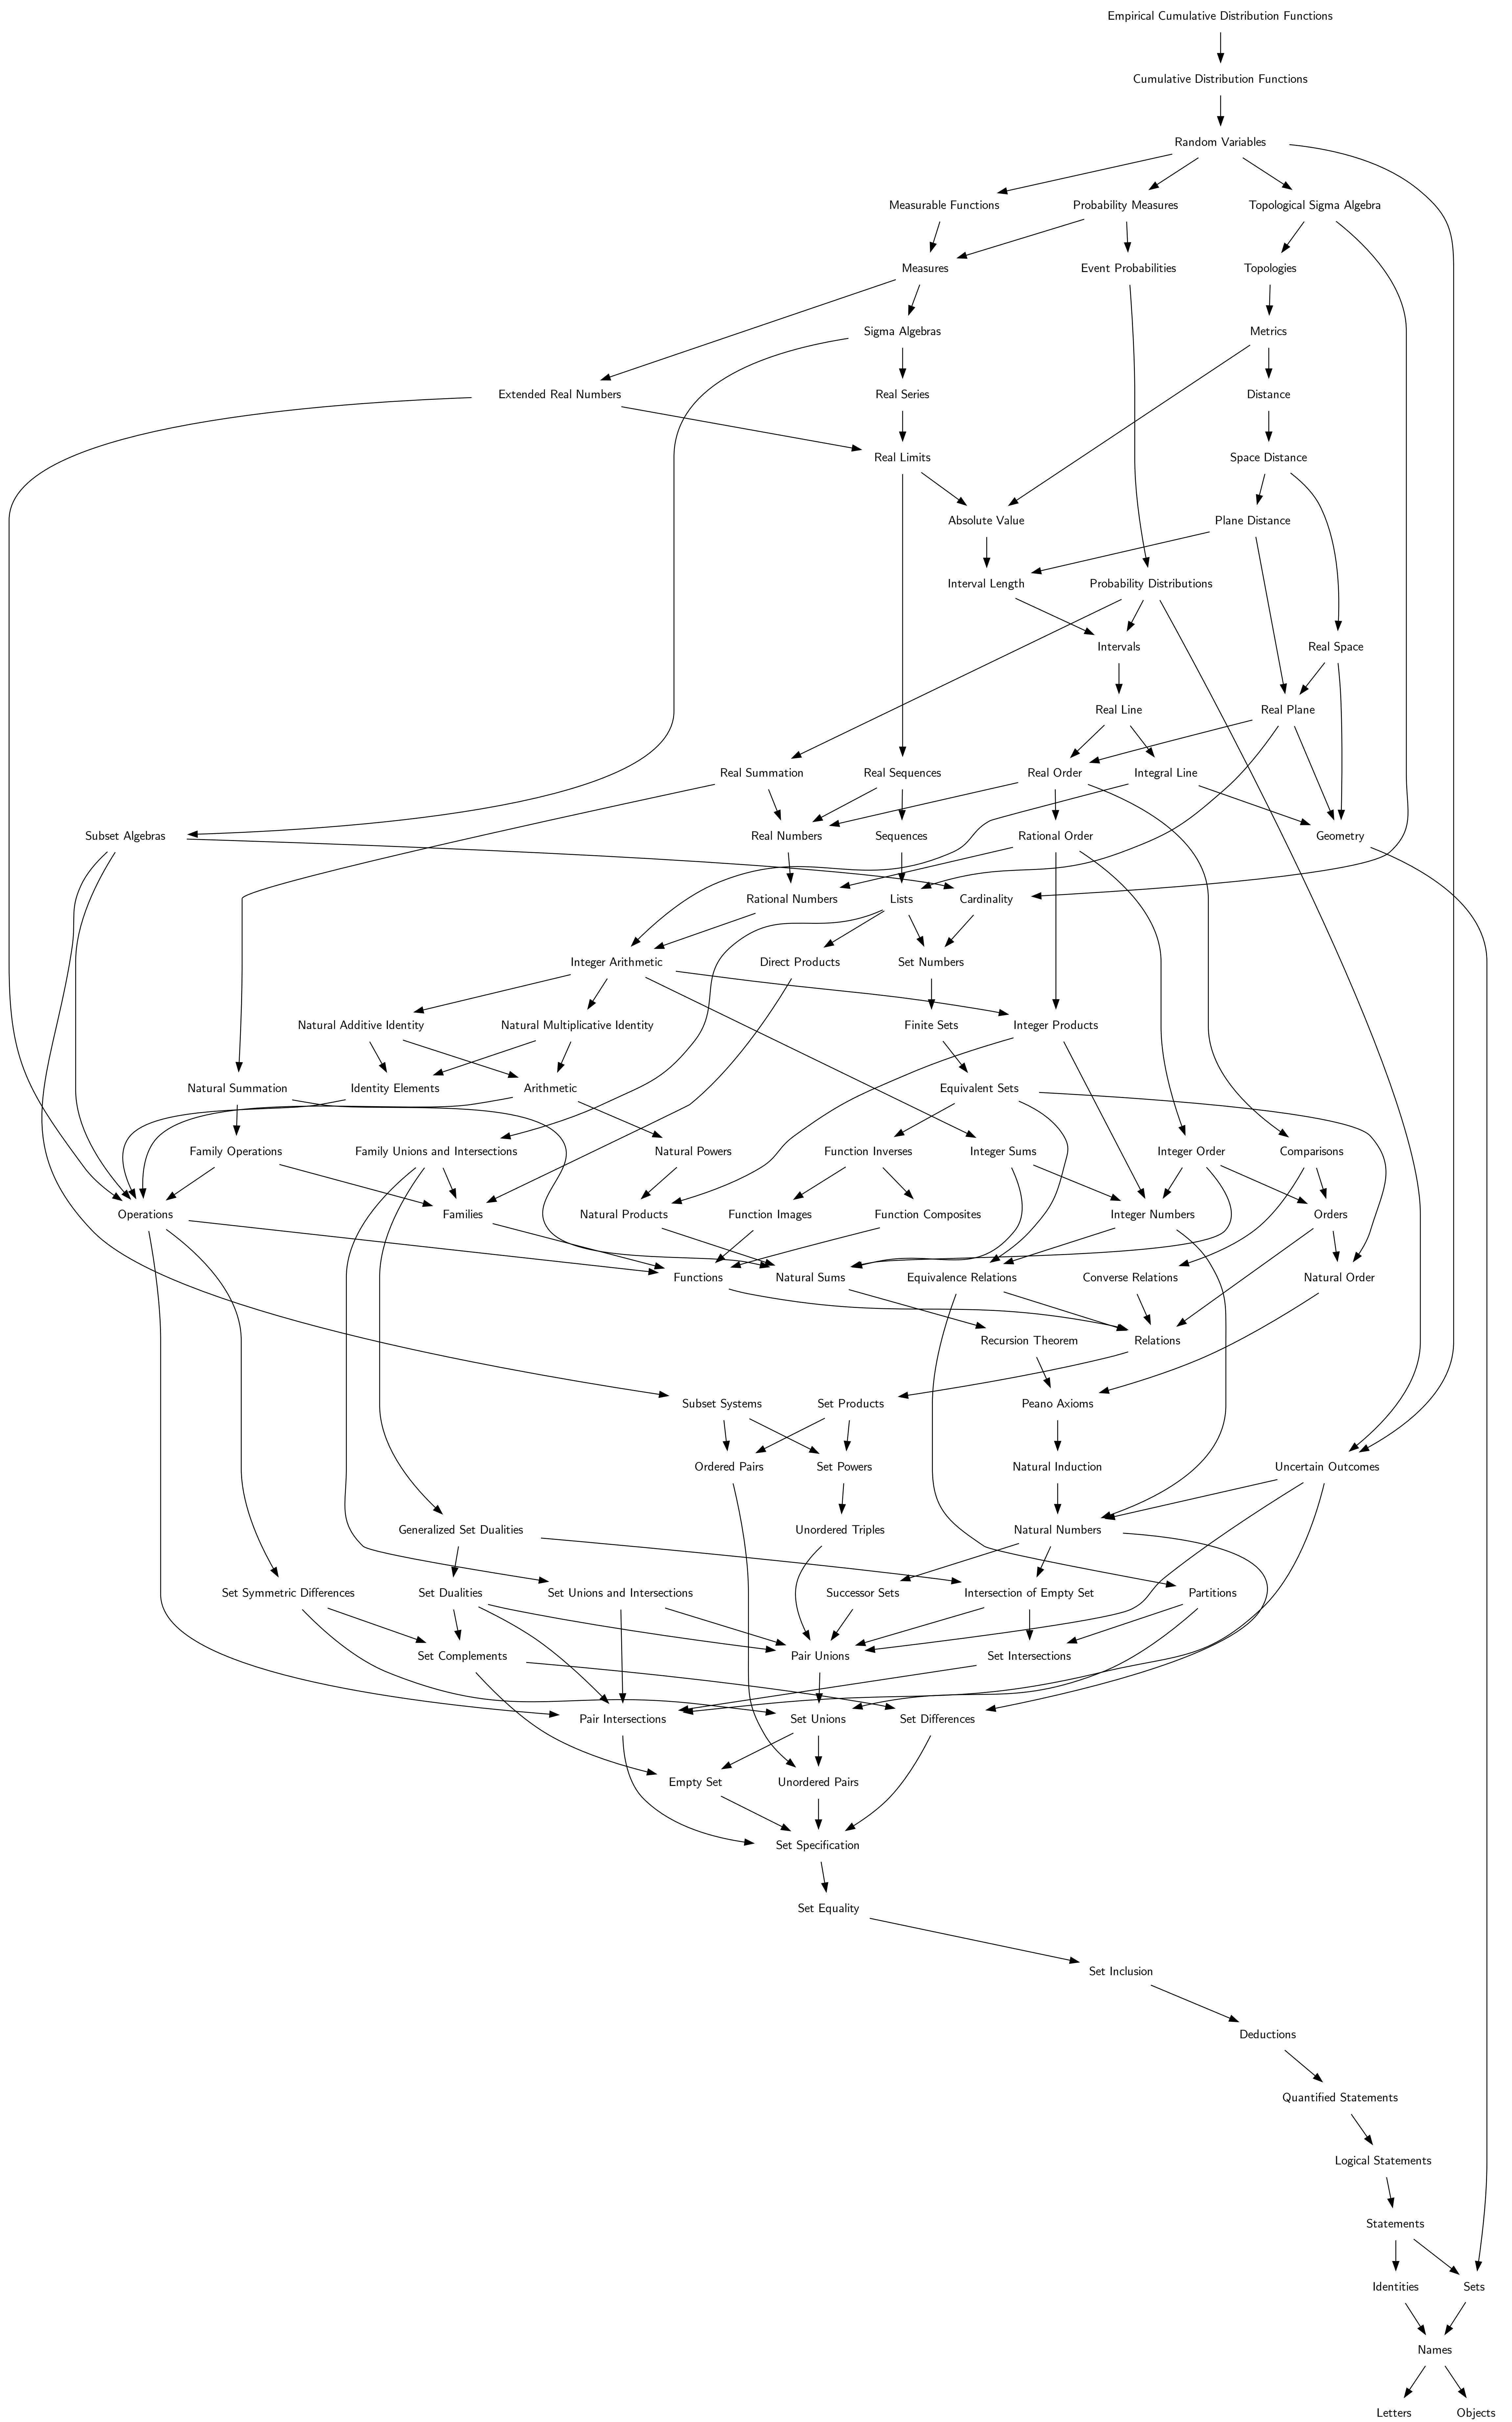 Empirical Cumulative Distribution Functions
Cumulative Distribution Functions
Random Variables
Measurable Functions
Probability Measures
Topological Sigma Algebra
Measures
Event Probabilities
Topologies
Sigma Algebras
Metrics
Extended Real Numbers
Real Series
Distance
Real Limits
Space Distance
Absolute Value
Plane Distance
Interval Length
Probability Distributions
Intervals
Real Space
Real Line
Real Plane
Real Summation
Real Sequences
Real Order
Integral Line
Subset Algebras
Real Numbers
Sequences
Rational Order
Geometry
Rational Numbers
Lists
Cardinality
Integer Arithmetic
Direct Products
Set Numbers
Natural Additive Identity
Natural Multiplicative Identity
Finite Sets
Integer Products
Natural Summation
Identity Elements
Arithmetic
Equivalent Sets
Family Operations
Family Unions and Intersections
Natural Powers
Function Inverses
Integer Sums
Integer Order
Comparisons
Operations
Families
Natural Products
Function Images
Function Composites
Integer Numbers
Orders
Functions
Natural Sums
Equivalence Relations
Converse Relations
Natural Order
Recursion Theorem
Relations
Subset Systems
Set Products
Peano Axioms
Ordered Pairs
Set Powers
Natural Induction
Uncertain Outcomes
Generalized Set Dualities
Unordered Triples
Natural Numbers
Set Symmetric Differences
Set Dualities
Set Unions and Intersections
Successor Sets
Intersection of Empty Set
Partitions
Set Complements
Pair Unions
Set Intersections
Pair Intersections
Set Unions
Set Differences
Empty Set
Unordered Pairs
Set Specification
Set Equality
Set Inclusion
Deductions
Quantified Statements
Logical Statements
Statements
Identities
Sets
Names
Letters
Objects